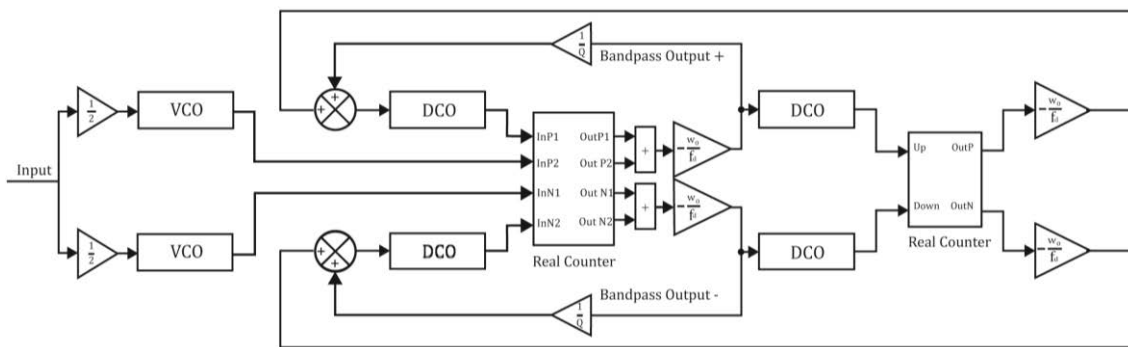 1
Q
Bandpass Output +
1
2
VCO
+
+
DCO
DCO
w₀
f_d
InP1
OutP1
+
InP2
Out P2
− w₀
f_d
Up
OutP
− w₀
f_d
Input
InN1
Out N1
+
InN2
Out N2
− w₀
f_d
Down
OutN
Real Counter
1
2
VCO
+
+
DCO
Real Counter
DCO
− w₀
f_d
1
Q
Bandpass Output -